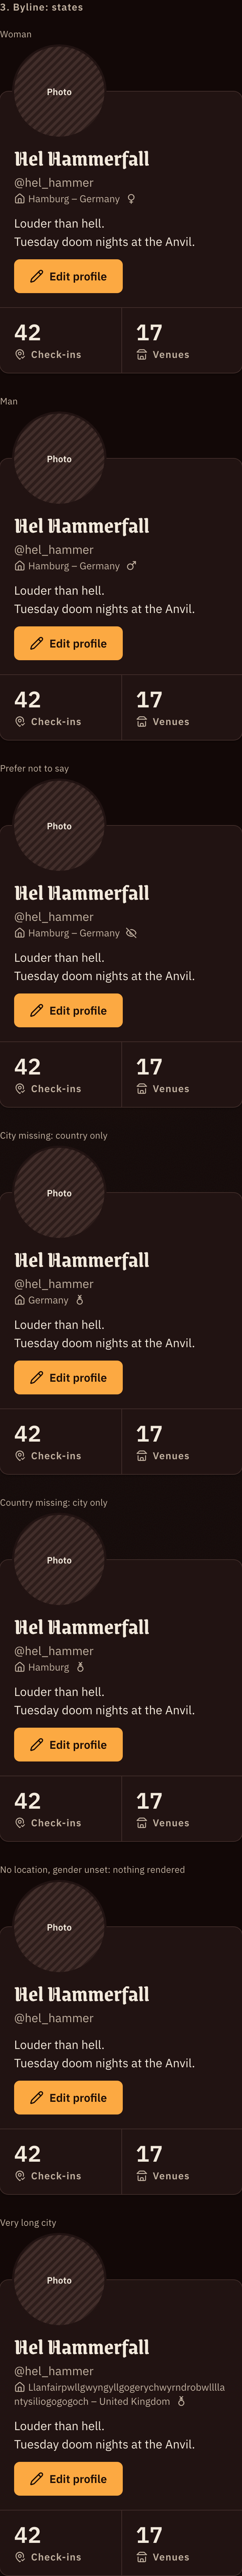 3. Byline: states
Woman
Photo
Hel Hammerfall
@hel_hammer
Hamburg – Germany
Louder than hell.
Tuesday doom nights at the Anvil.
Edit profile
42
Check-ins
17
Venues
Man
Photo
Hel Hammerfall
@hel_hammer
Hamburg – Germany
Louder than hell.
Tuesday doom nights at the Anvil.
Edit profile
42
Check-ins
17
Venues
Prefer not to say
Photo
Hel Hammerfall
@hel_hammer
Hamburg – Germany
Louder than hell.
Tuesday doom nights at the Anvil.
Edit profile
42
Check-ins
17
Venues
City missing: country only
Photo
Hel Hammerfall
@hel_hammer
Germany
Louder than hell.
Tuesday doom nights at the Anvil.
Edit profile
42
Check-ins
17
Venues
Country missing: city only
Photo
Hel Hammerfall
@hel_hammer
Hamburg
Louder than hell.
Tuesday doom nights at the Anvil.
Edit profile
42
Check-ins
17
Venues
No location, gender unset: nothing rendered
Photo
Hel Hammerfall
@hel_hammer
Louder than hell.
Tuesday doom nights at the Anvil.
Edit profile
42
Check-ins
17
Venues
Very long city
Photo
Hel Hammerfall
@hel_hammer
Llanfairpwllgwyngyllgogerychwyrndrobwlllla
ntysiliogogogoch – United Kingdom
Louder than hell.
Tuesday doom nights at the Anvil.
Edit profile
42
Check-ins
17
Venues